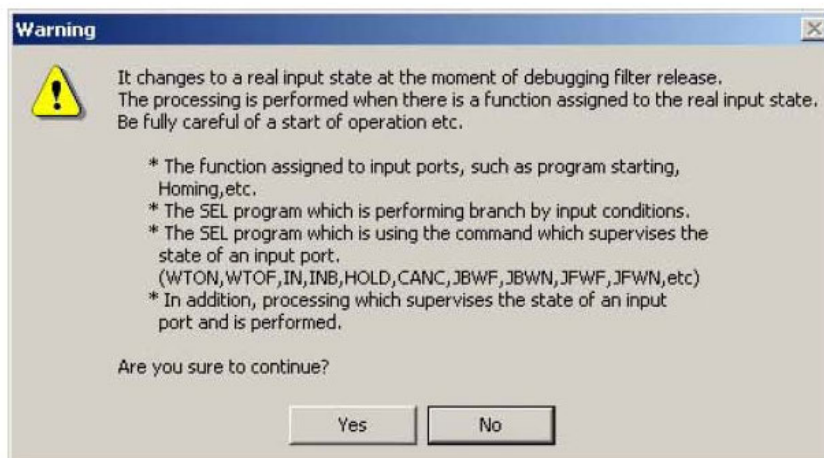 Warning
It changes to a real input state at the moment of debugging filter release.
The processing is performed when there is a function assigned to the real input state.
Be fully careful of a start of operation etc.
* The function assigned to input ports, such as program starting,
Homing,etc.
* The SEL program which is performing branch by input conditions.
* The SEL program which is using the command which supervises the
state of an input port.
(WTON,WTOF,IN,INB,HOLD,CANC,JBWF,JBWN,JFWF,JFWN,etc)
* In addition, processing which supervises the state of an input
port and is performed.
Are you sure to continue?
Yes
No